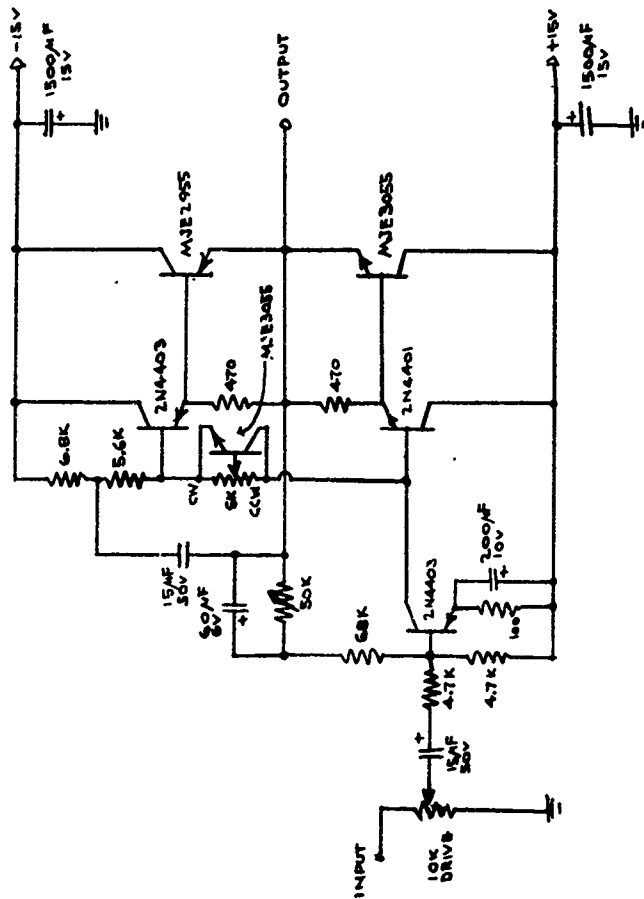 -15V
1500µF
15V
OUTPUT
+15V
1500µF
15V
MJE2955
MJE3055
2N4403
MJE3055
470
470
2N4401
6.8K
5.6K
CW
5K
CCW
15µF
50V
60µF
6V
50K
200µF
10V
2N4403
100
68K
4.7K
4.7K
15µF
50V
INPUT
10K
DRIVE